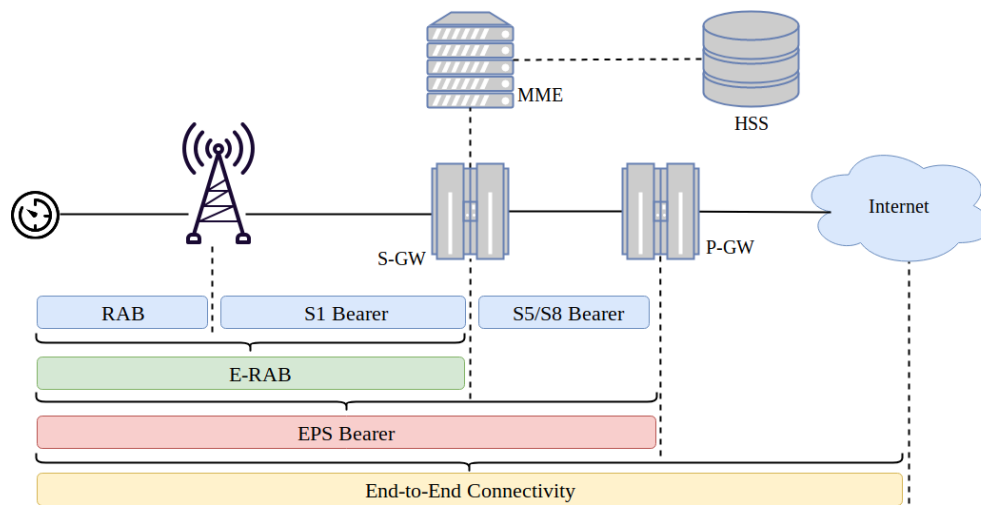 MME
HSS
Internet
S-GW
P-GW
RAB
S1 Bearer
S5/S8 Bearer
E-RAB
EPS Bearer
End-to-End Connectivity